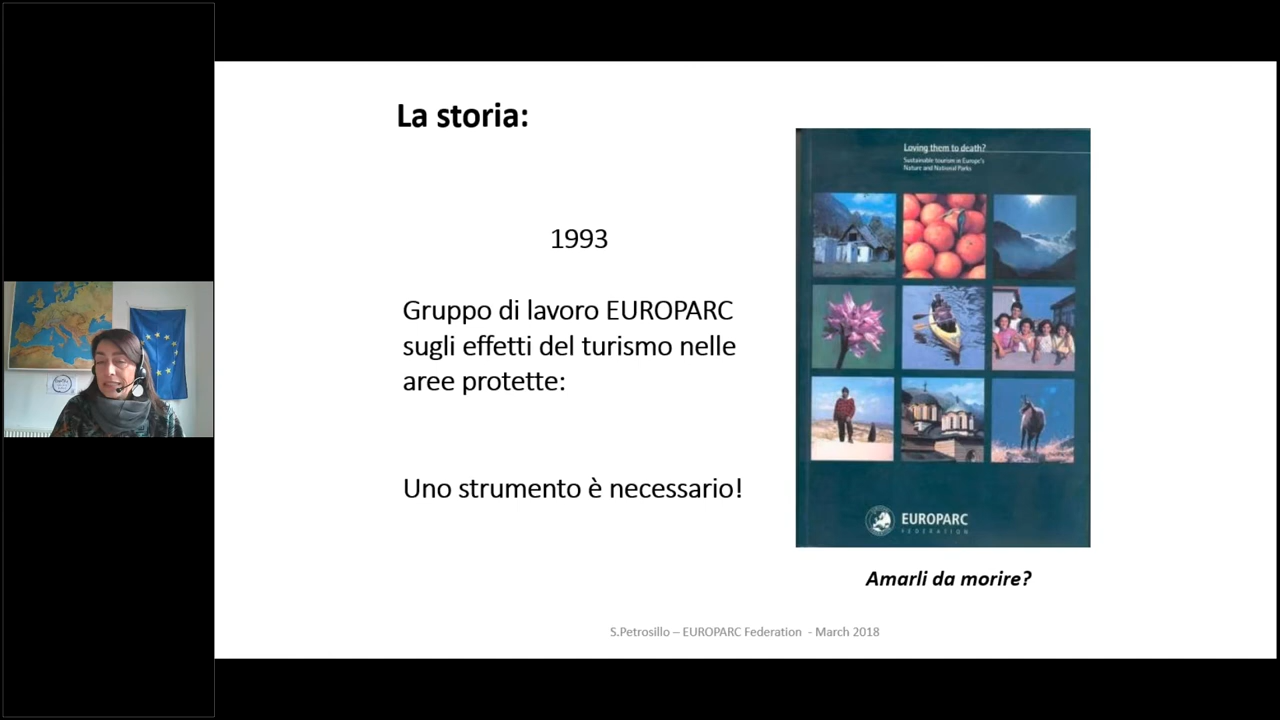 La storia:
1993
Gruppo di lavoro EUROPARC
sugli effetti del turismo nelle
aree protette:
Uno strumento è necessario!
Loving them to death?
Sustainable tourism in Europe's
Nature and National Parks
EUROPARC
FEDERATION
Amarli da morire?
S.Petrosillo – EUROPARC Federation - March 2018